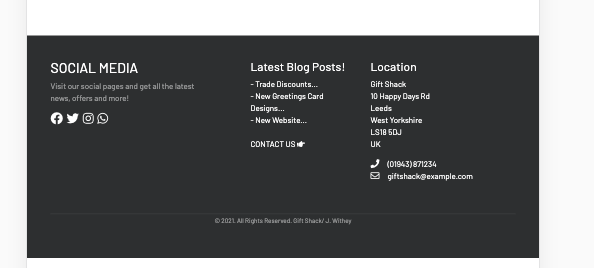 SOCIAL MEDIA
Visit our social pages and get all the latest
news, offers and more!
Latest Blog Posts!
- Trade Discounts...
- New Greetings Card
Designs...
- New Website...
CONTACT US
Location
Gift Shack
10 Happy Days Rd
Leeds
West Yorkshire
LS18 5DJ
UK
(01943) 871234
giftshack@example.com
© 2021. All Rights Reserved. Gift Shack/ J. Withey